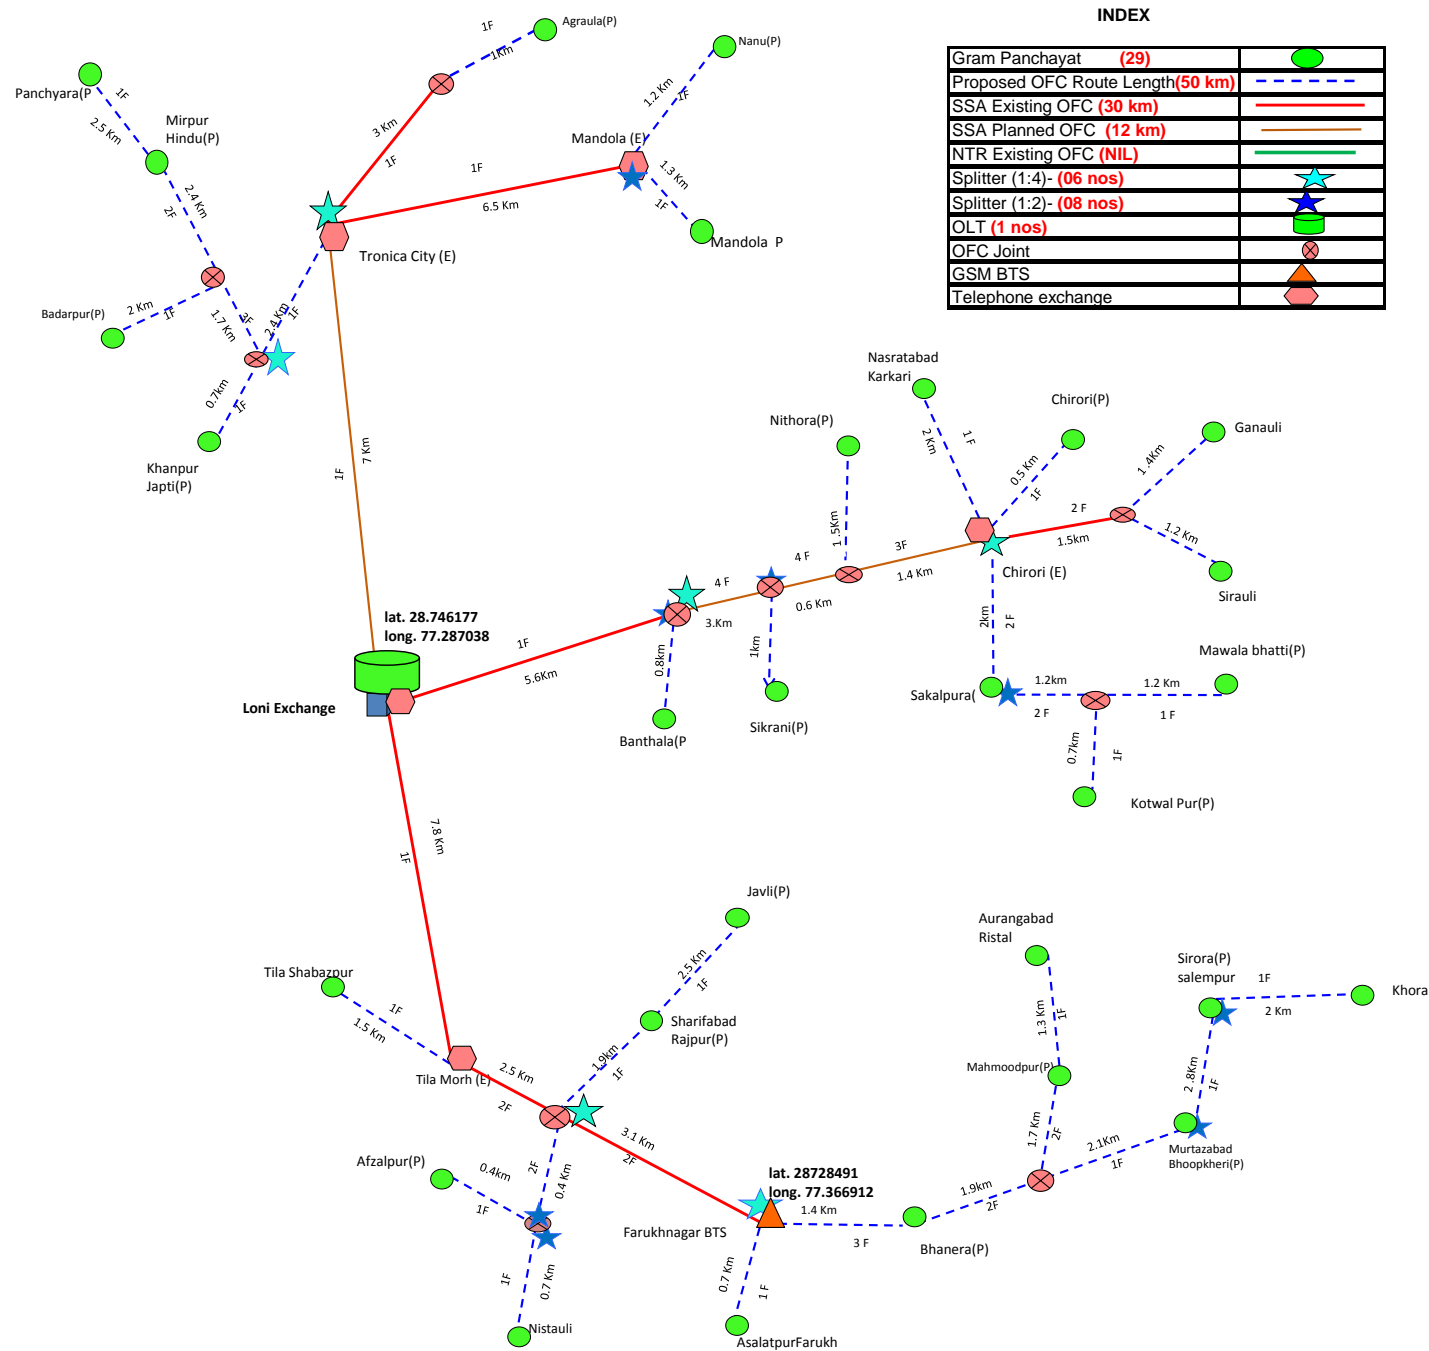 INDEX
Gram Panchayat (29)
Proposed OFC Route Length(50 km)
SSA Existing OFC (30 km)
SSA Planned OFC (12 km)
NTR Existing OFC (NIL)
Splitter (1:4)- (06 nos)
Splitter (1:2)- (08 nos)
OLT (1 nos)
OFC Joint
GSM BTS
Telephone exchange
1F
Agraula(P)
1Km
Nanu(P)
Panchyara(P
1F
2.5 Km
Mirpur
Hindu(P)
3 Km
1F
1.2 Km
1F
Mandola (E)
1F
6.5 Km
1.3 Km
1F
Mandola P
2.4 Km
2F
Tronica City (E)
Badarpur(P)
2 Km
1F
1.7 Km
3F
2.4 Km
1F
0.7km
1F
Khanpur
Japti(P)
1F
7 KM
Nasratabad
Karkari
Nithora(P)
Chirori(P)
Ganauli
1 F
2 Km
0.5 Km
1F
1.4Km
1.5Km
2 F
1.5km
1.2 Km
Sirauli
3F
1.4 Km
Chirori (E)
4 F
0.6 Km
4 F
3.Km
lat. 28.746177
long. 77.287038
Loni Exchange
1F
5.6Km
0.8km
1km
2km
2 F
Banthala(P
Sikrani(P)
Sakalpura(
Mawala bhatti(P)
1.2km
2 F
1.2 Km
1 F
0.7km
1F
Kotwal Pur(P)
7.8 Km
1F
Javli(P)
Aurangabad
Ristal
Sirora(P)
salempur
1F
2 Km
Khora
Tila Shabazpur
1F
1.5 Km
2.5 Km
1F
Sharifabad
Rajpur(P)
1.3 Km
1F
Tila Morh (E)
2.5 Km
2F
1.9km
1F
Mahmoodpur(P)
2.8Km
1F
Murtazabad
Bhoopkheri(P)
3.1 Km
2F
1.7 Km
2F
2.1Km
1F
Afzalpur(P)
0.4km
1F
2F
0.4 Km
lat. 28728491
long. 77.366912
Farukhnagar BTS
1.4 Km
3 F
1.9km
2F
Bhanera(P)
1F
0.7 Km
0.7 Km
1 F
Nistauli
AsalatpurFarukh